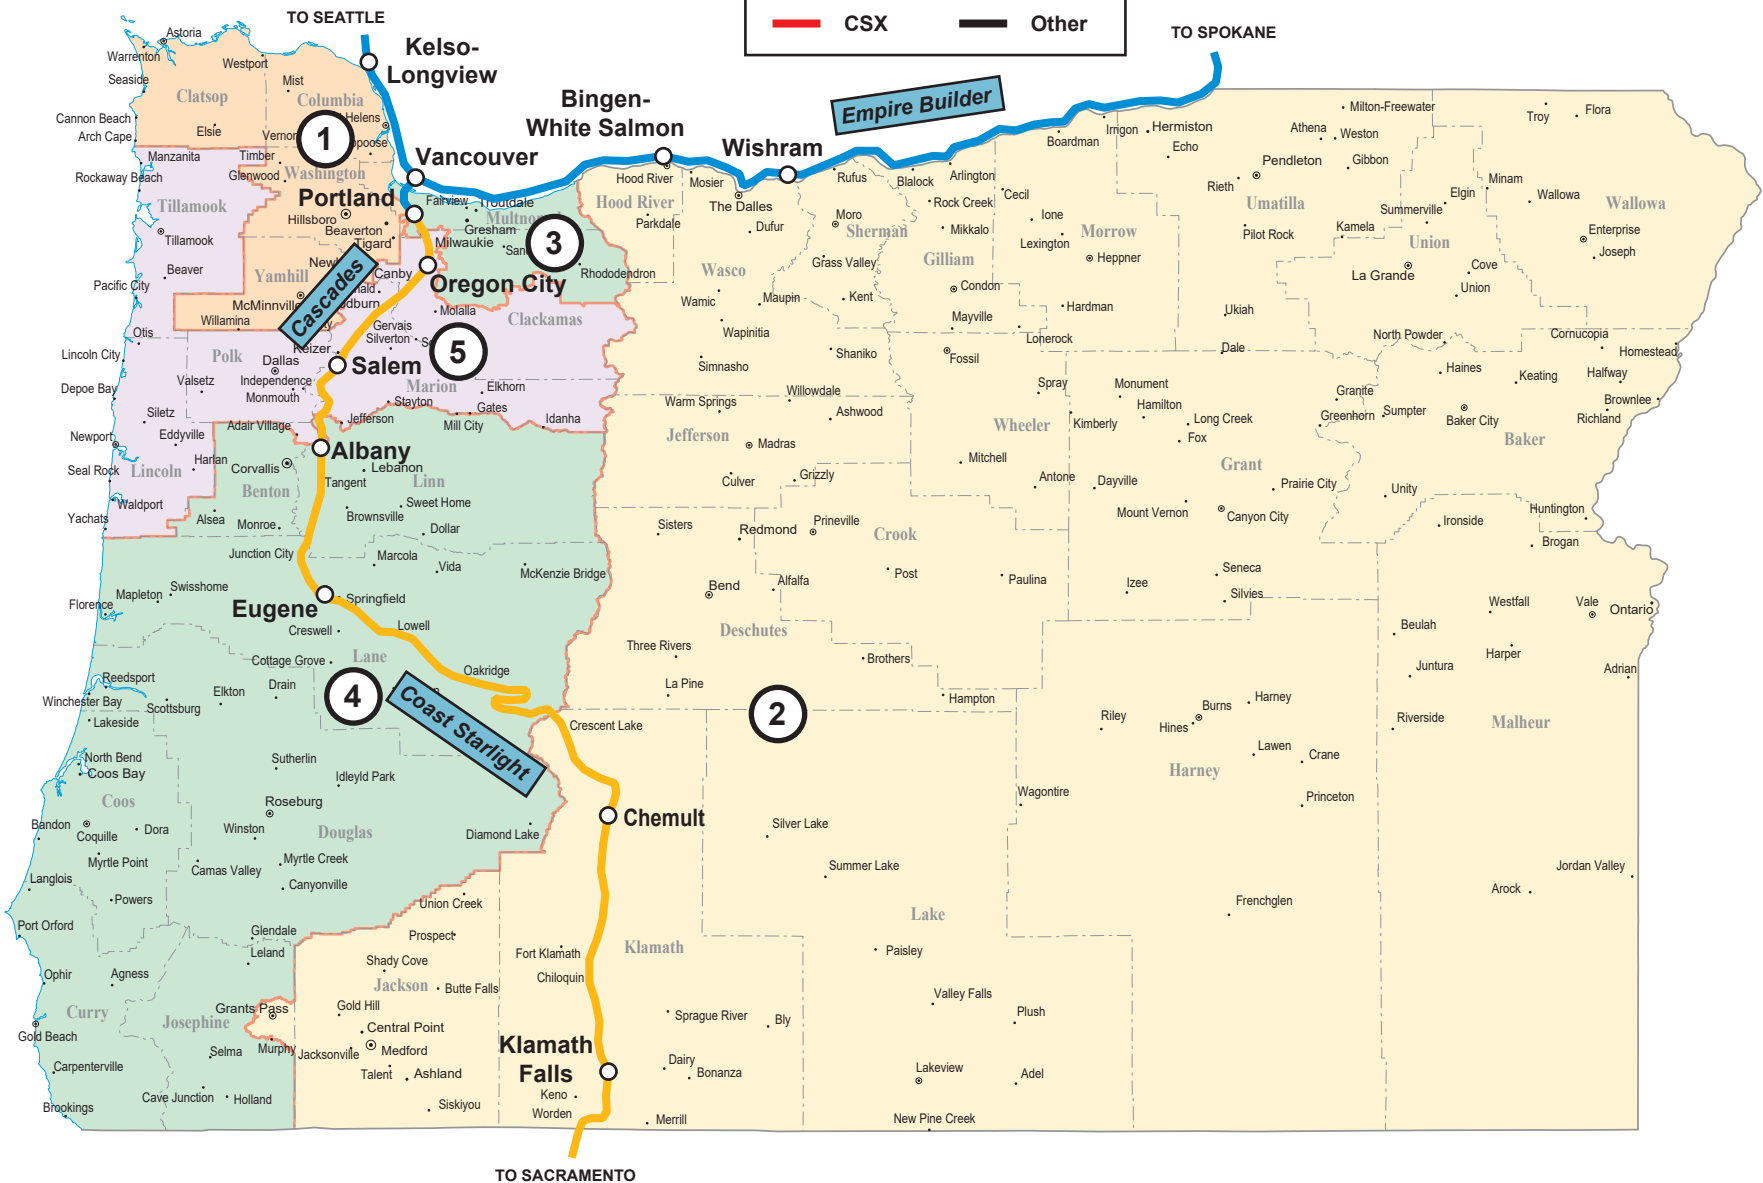 TO SEATTLE
CSX
Other
TO SPOKANE
Kelso-
Longview
Bingen-
White Salmon
Wishram
Vancouver
Empire Builder
Portland
Oregon City
Cascades
Salem
Albany
Eugene
Coast Starlight
Chemult
Klamath
Falls
TO SACRAMENTO
1
2
3
4
5
Astoria
Warrenton
Westport
Seaside
Mist
Clatsop
Columbia
Cannon Beach
Arch Cape
Elsie
Helens
Manzanita
Timber
Glenwood
Washington
Rockaway Beach
Tillamook
Hillsboro
Beaverton
Tigard
Tillamook
Beaver
Yamhill
Pacific City
McMinnville
Willamina
Otis
Fairview
Troutdale
Gresham
Milwaukie
Rhododendron
Canby
Molalla
Clackamas
Gervais
Silverton
Keizer
Polk
Dallas
Lincoln City
Valsetz
Independence
Monmouth
Marion
Elkhorn
Depoe Bay
Siletz
Stayton
Gates
Jefferson
Mill City
Idanha
Adair Village
Newport
Eddyville
Harlan
Corvallis
Seal Rock
Lincoln
Benton
Lebanon
Linn
Tangent
Waldport
Sweet Home
Yachats
Alsea
Monroe
Brownsville
Dollar
Junction City
Marcola
Vida
McKenzie Bridge
Swisshome
Mapleton
Florence
Springfield
Creswell
Lowell
Cottage Grove
Lane
Oakridge
Reedsport
Winchester Bay
Elkton
Drain
Scottsburg
Lakeside
Crescent Lake
North Bend
Coos Bay
Sutherlin
Idleyld Park
Coos
Roseburg
Bandon
Coquille
Dora
Winston
Douglas
Diamond Lake
Myrtle Point
Camas Valley
Myrtle Creek
Langlois
Canyonville
Powers
Union Creek
Port Orford
Glendale
Leland
Prospect
Shady Cove
Fort Klamath
Klamath
Ophir
Agness
Jackson
Butte Falls
Chiloquin
Curry
Grants Pass
Josephine
Gold Hill
Central Point
Gold Beach
Selma
Murphy
Jacksonville
Medford
Carpenterville
Talent
Ashland
Cave Junction
Holland
Brookings
Siskiyou
Keno
Worden
Merrill
Dairy
Bonanza
Sprague River
Bly
Hood River
Mosier
Hood River
Parkdale
The Dalles
Dufur
Rufus
Blalock
Arlington
Moro
Sherman
Rock Creek
Mikkalo
Cecil
Ione
Lexington
Morrow
Heppner
Boardman
Irrigon
Hermiston
Echo
Milton-Freewater
Athena
Weston
Pendleton
Gibbon
Rieth
Umatilla
Pilot Rock
Troy
Flora
Minam
Elgin
Wallowa
Summerville
Wallowa
Kamela
Union
Enterprise
Joseph
La Grande
Cove
Union
Wasco
Grass Valley
Gilliam
Condon
Wamic
Maupin
Kent
Mayville
Hardman
Ukiah
Wapinitia
Lonerock
Dale
North Powder
Cornucopia
Homestead
Simnasho
Shaniko
Fossil
Haines
Keating
Halfway
Willowdale
Spray
Monument
Granite
Brownlee
Warm Springs
Ashwood
Hamilton
Long Creek
Greenhorn
Sumpter
Baker City
Richland
Jefferson
Wheeler
Kimberly
Fox
Baker
Madras
Mitchell
Grant
Culver
Grizzly
Antone
Dayville
Prairie City
Unity
Huntington
Sisters
Redmond
Prineville
Mount Vernon
Canyon City
Ironside
Crook
Brogan
Bend
Alfalfa
Post
Paulina
Izee
Seneca
Silvies
Westfall
Vale
Ontario
Deschutes
Beulah
Three Rivers
Brothers
Harper
Juntura
Adrian
La Pine
Hampton
Riley
Burns
Harney
Hines
Riverside
Malheur
Lawen
Crane
Harney
Princeton
Wagontire
Silver Lake
Summer Lake
Jordan Valley
Arock
Lake
Frenchglen
Paisley
Valley Falls
Plush
Lakeview
Adel
New Pine Creek